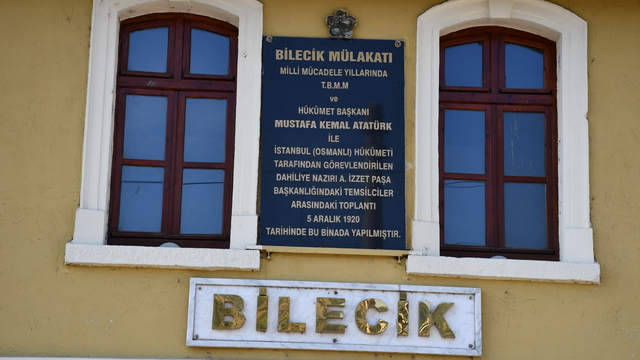 BİLECİK MÜLAKATI
MİLLİ MÜCADELE YILLARINDA
T.B.M.M
ve
HÜKÜMET BAŞKANI
MUSTAFA KEMAL ATATÜRK
İLE
İSTANBUL (OSMANLI) HÜKÜMETİ
TARAFINDAN GÖREVLENDİRİLEN
DAHİLİYE NAZIRI A. İZZET PAŞA
BAŞKANLIĞINDAKİ TEMSİLCİLER
ARASINDAKİ TOPLANTI
5 ARALIK 1920
TARİHİNDE BU BİNADA YAPILMIŞTIR.
BİLECİK